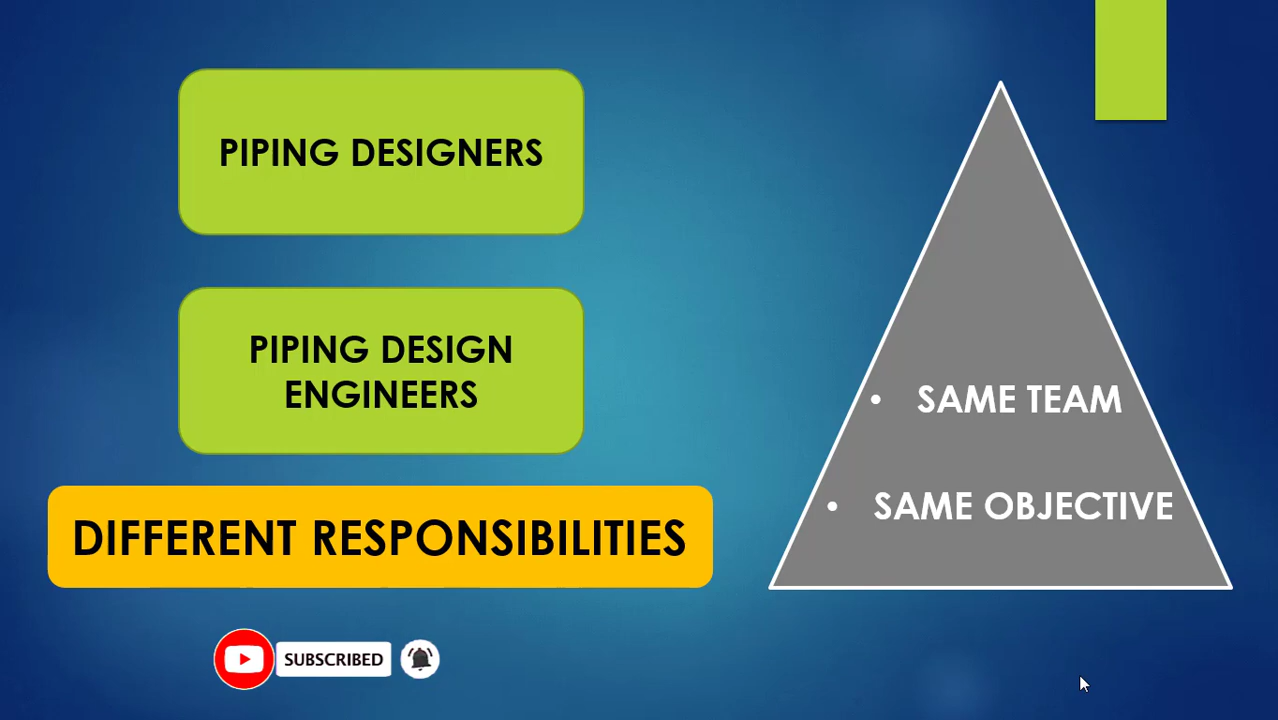 PIPING DESIGNERS
PIPING DESIGN
ENGINEERS
DIFFERENT RESPONSIBILITIES
• SAME TEAM
• SAME OBJECTIVE
SUBSCRIBED